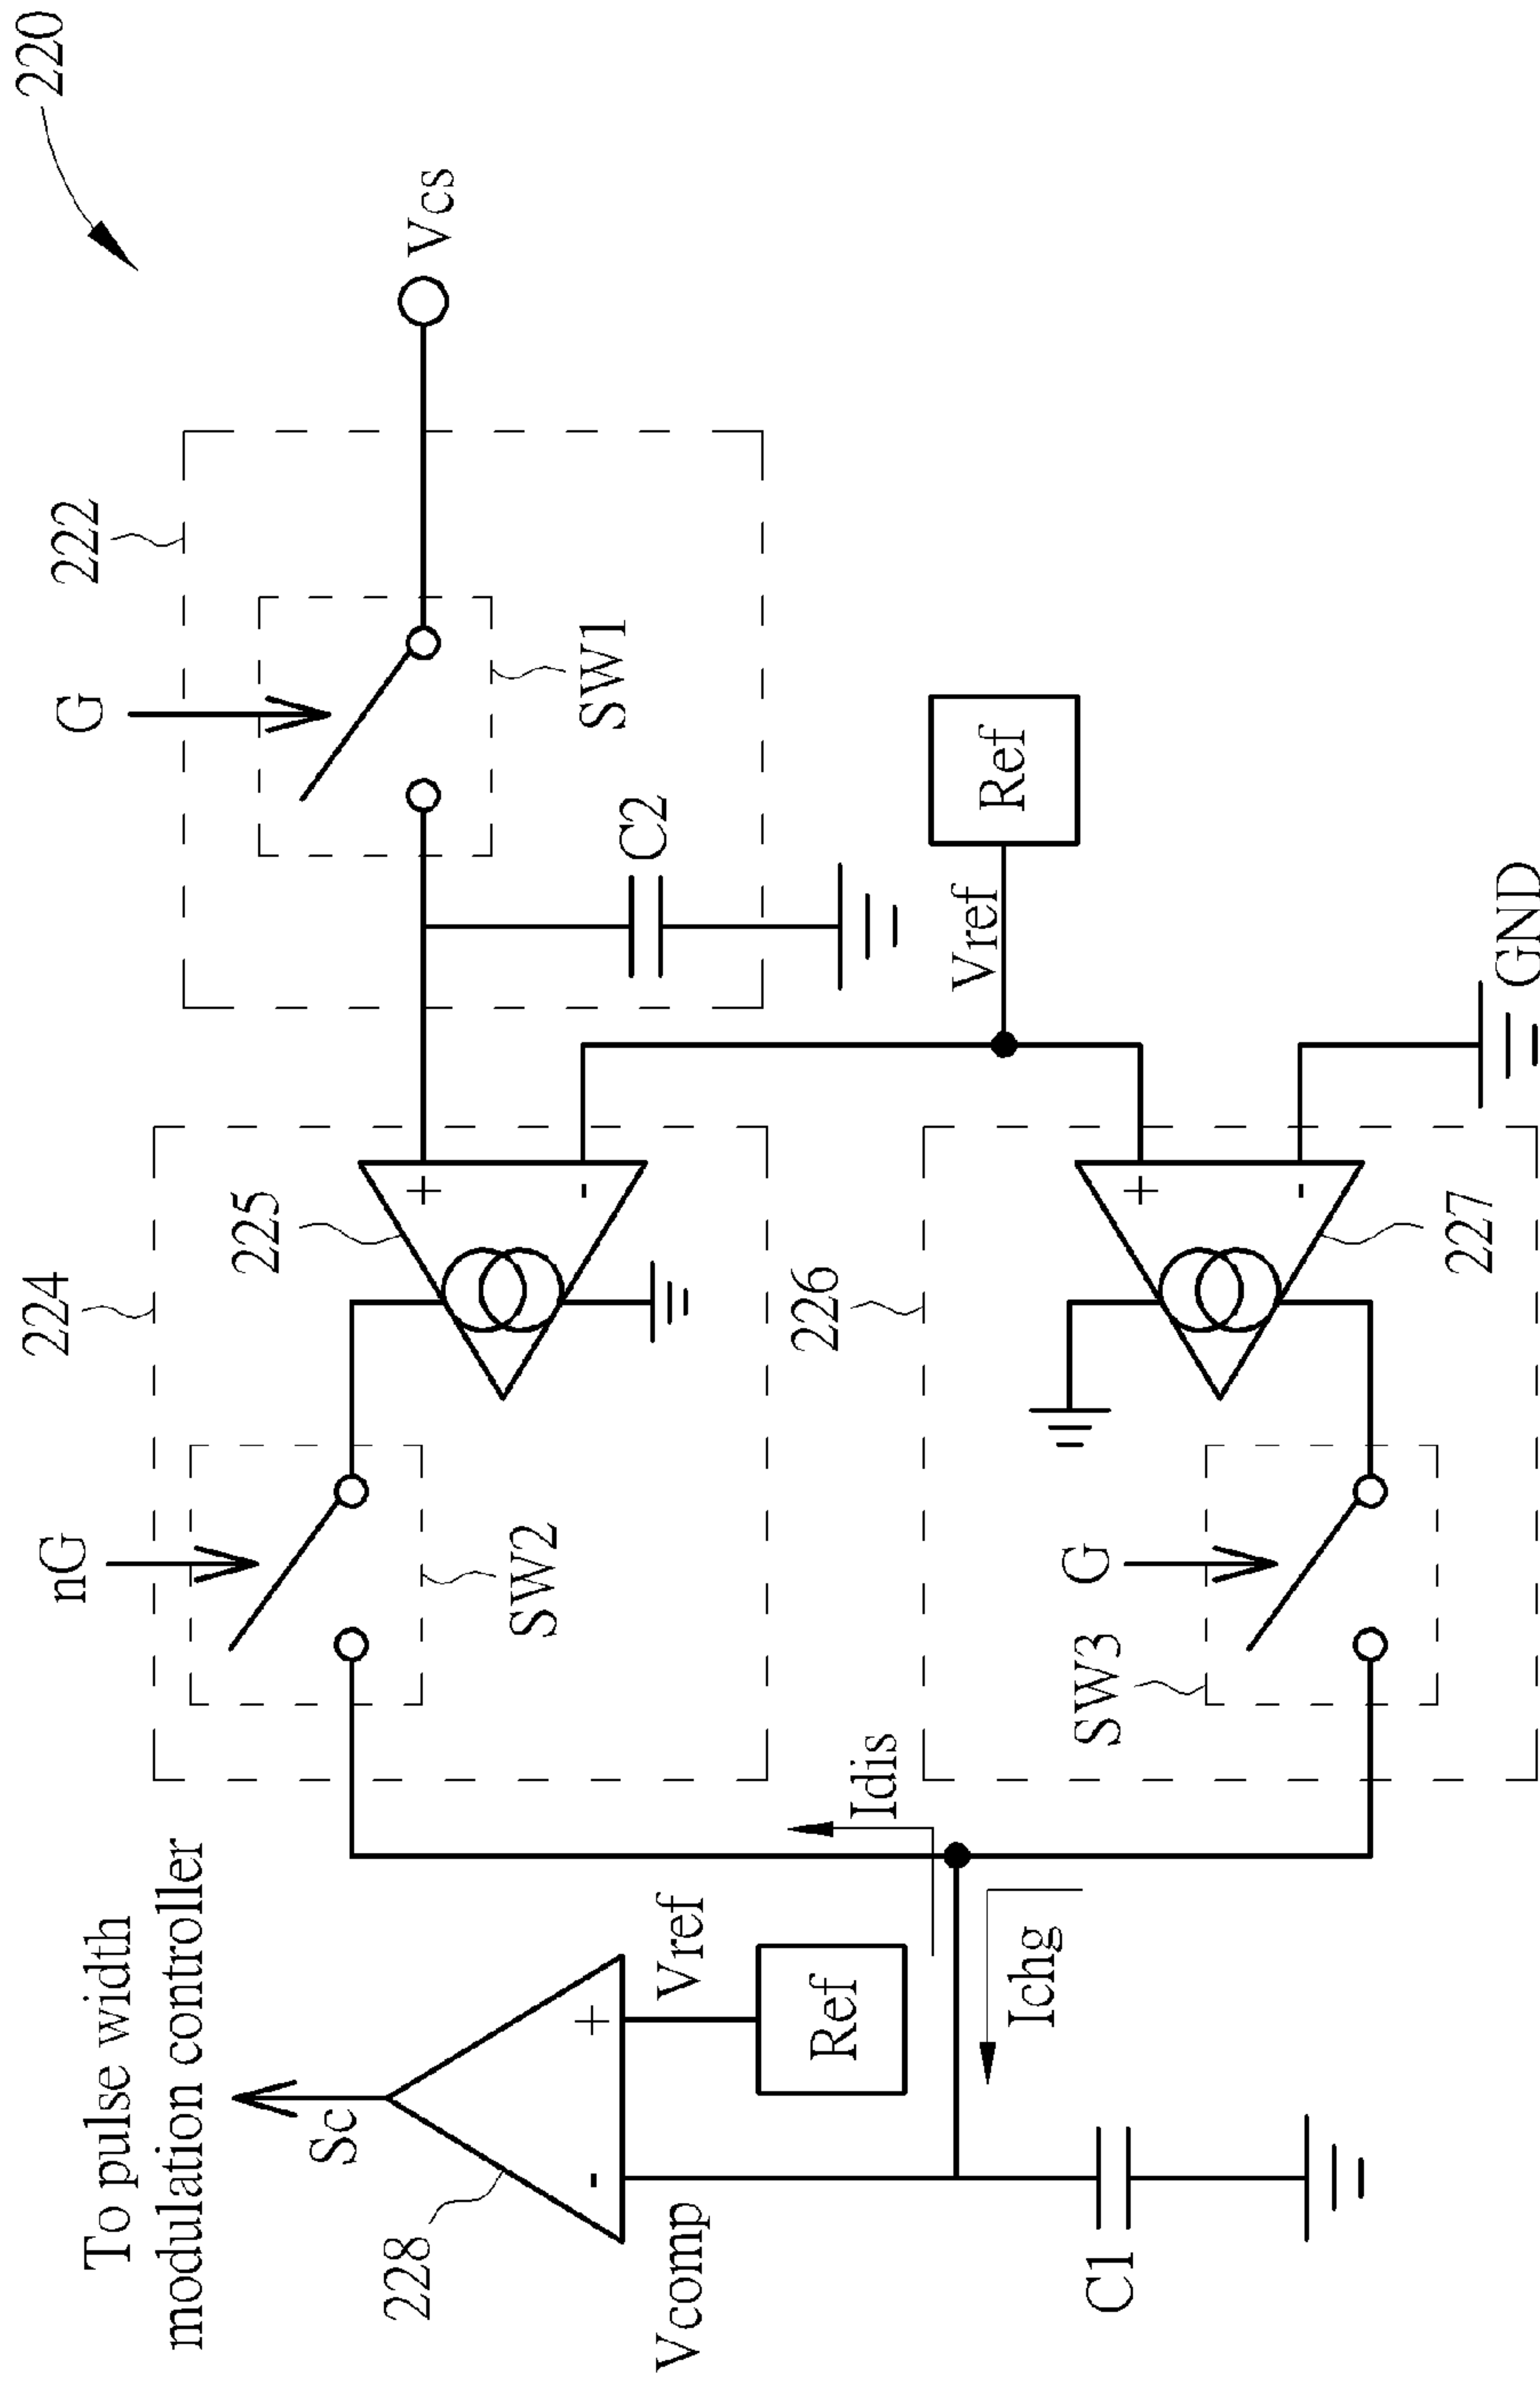 220
To pulse width
modulation controller
nG
224
G
222
Sc
228
SW2
225
+
-
SW1
C2
Vcs
Vcomp
-
+
Vref
Ref
Idis
226
Vref
Ref
Ichg
C1
SW3
G
+
-
227
GND